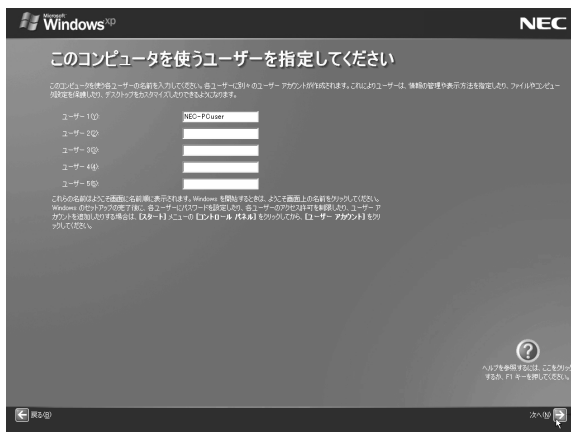 Microsoft
Windows xp
NEC
このコンピュータを使うユーザーを指定してください
このコンピュータを使う各ユーザーの名前を入力してください。各ユーザーに別々のユーザー アカウントが作成されます。これによりユーザーは、情報の管理や表示方法を指定したり、ファイルやコンピュー
タ設定を保護したり、デスクトップをカスタマイズしたりできるようになります。
ユーザー 1(Y) NEC-PCuser
ユーザー 2(2)
ユーザー 3(3)
ユーザー 4(4)
ユーザー 5(5)
これらの名前はようこそ画面に名前順に表示されます。Windows を開始するときは、ようこそ画面上の名前をクリックしてください。
Windows のセットアップの完了後に、各ユーザーにパスワードを設定したり、各ユーザーのアクセス許可を制限したり、ユーザー ア
カウントを追加したりする場合は、[スタート] メニューの [コントロール パネル] をクリックしてから、[ユーザー アカウント] をクリ
ックしてください。
ヘルプを参照するには、ここをクリック
するか、F1 キーを押してください。
戻る(B)
次へ(N)